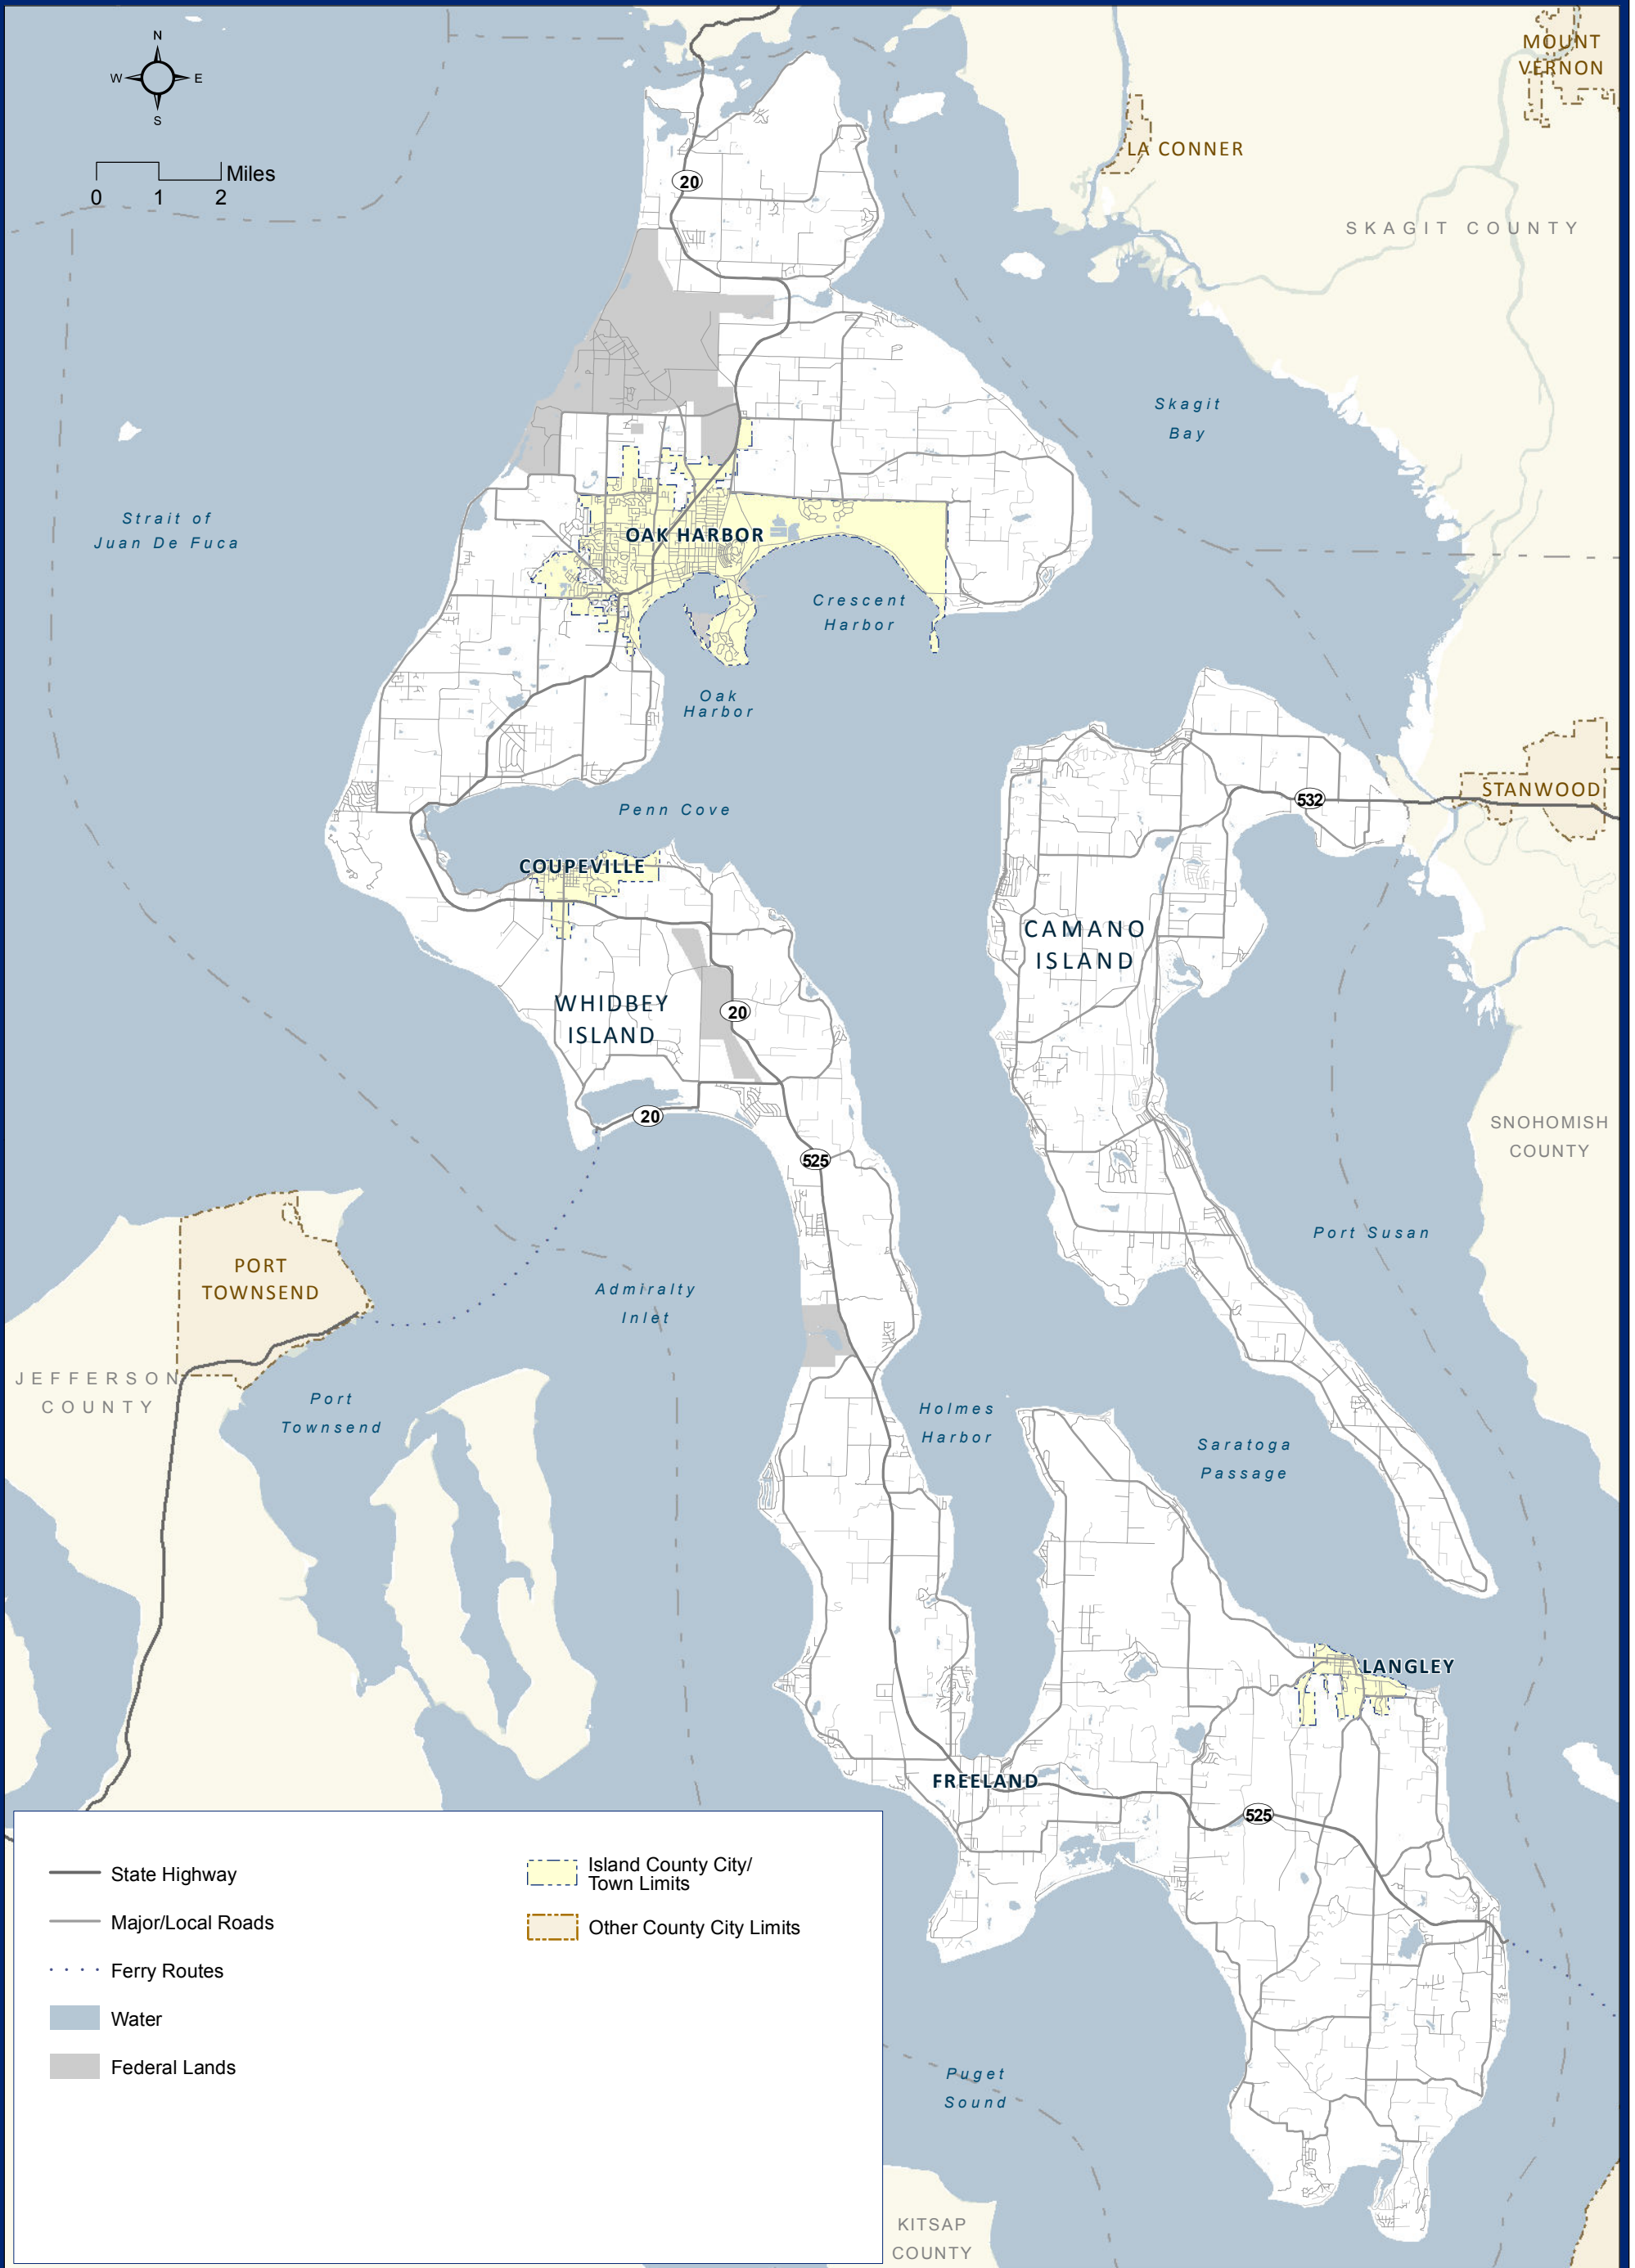 N
W
E
S
Miles
0
1
2
MOUNT
VERNON
LA CONNER
20
SKAGIT COUNTY
Skagit
Bay
Strait of
Juan De Fuca
OAK HARBOR
Crescent
Harbor
Oak
Harbor
STANWOOD
532
Penn Cove
COUPEVILLE
CAMANO
ISLAND
WHIDBEY
ISLAND
20
20
SNOHOMISH
COUNTY
525
Port Susan
PORT
TOWNSEND
Admiralty
Inlet
JEFFERSON
COUNTY
Port
Townsend
Holmes
Harbor
Saratoga
Passage
LANGLEY
FREELAND
525
State Highway
Major/Local Roads
Ferry Routes
Water
Federal Lands
Island County City/
Town Limits
Other County City Limits
Puget
Sound
KITSAP
COUNTY